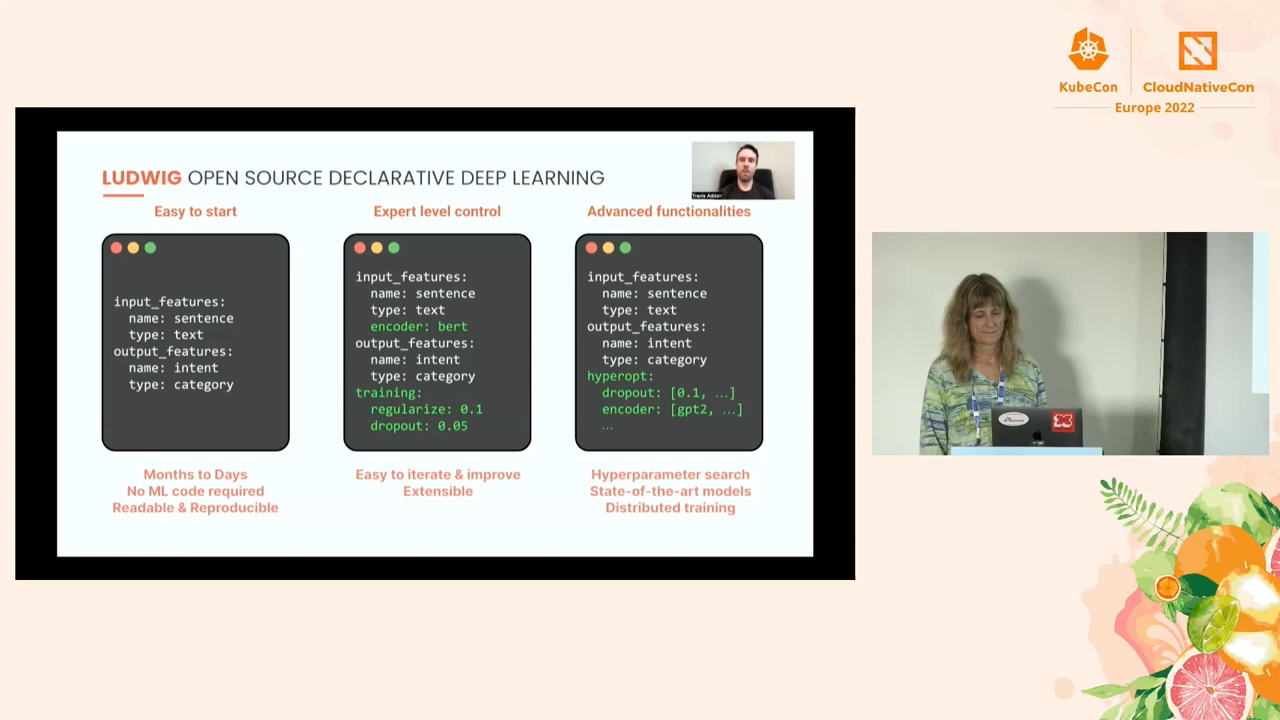 KubeCon
CloudNativeCon
Europe 2022
LUDWIG OPEN SOURCE DECLARATIVE DEEP LEARNING
Travis Addair
Easy to start
input_features:
name: sentence
type: text
output_features:
name: intent
type: category
Months to Days
No ML code required
Readable & Reproducible
Expert level control
input_features:
name: sentence
type: text
encoder: bert
output_features:
name: intent
type: category
training:
regularize: 0.1
dropout: 0.05
Easy to iterate & improve
Extensible
Advanced functionalities
input_features:
name: sentence
type: text
output_features:
name: intent
type: category
hyperopt:
dropout: [0.1, …]
encoder: [gpt2, …]
…
Hyperparameter search
State-of-the-art models
Distributed training